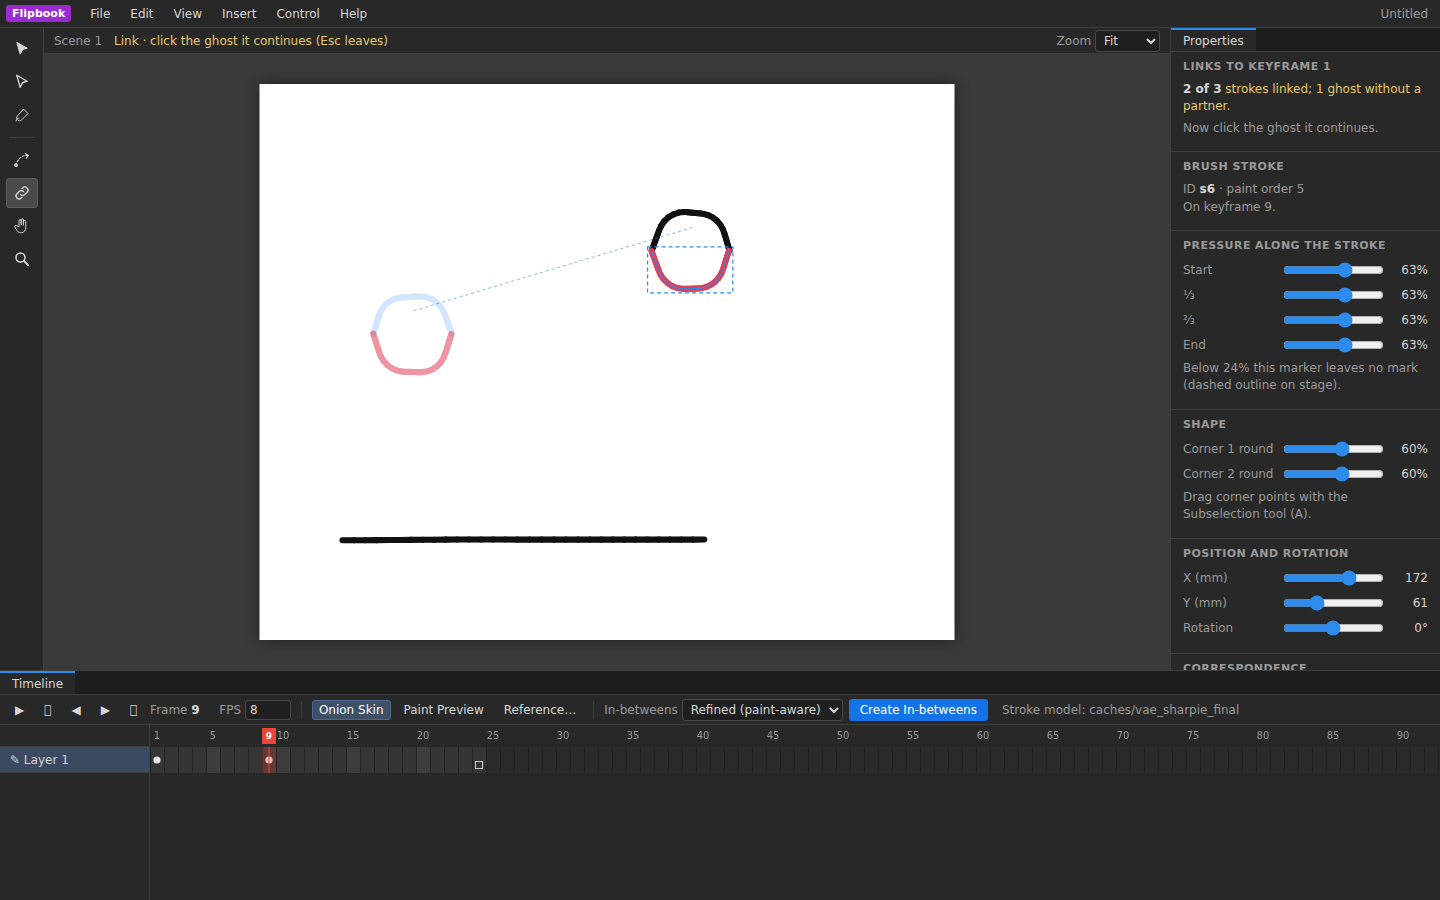 Flipbook File Edit View Insert Control Help Untitled
Scene 1 Link · click the ghost it continues (Esc leaves) Zoom Fit
Properties
LINKS TO KEYFRAME 1
2 of 3 strokes linked; 1 ghost without a
partner.
Now click the ghost it continues.
BRUSH STROKE
ID s6 · paint order 5
On keyframe 9.
PRESSURE ALONG THE STROKE
Start 63%
⅓ 63%
⅔ 63%
End 63%
Below 24% this marker leaves no mark
(dashed outline on stage).
SHAPE
Corner 1 round 60%
Corner 2 round 60%
Drag corner points with the
Subselection tool (A).
POSITION AND ROTATION
X (mm) 172
Y (mm) 61
Rotation 0°
CORRESPONDENCE
Timeline
Frame 9 FPS 8 Onion Skin Paint Preview Reference... In-betweens Refined (paint-aware) Create In-betweens Stroke model: caches/vae_sharpie_final
1 5 9 10 15 20 25 30 35 40 45 50 55 60 65 70 75 80 85 90
Layer 1